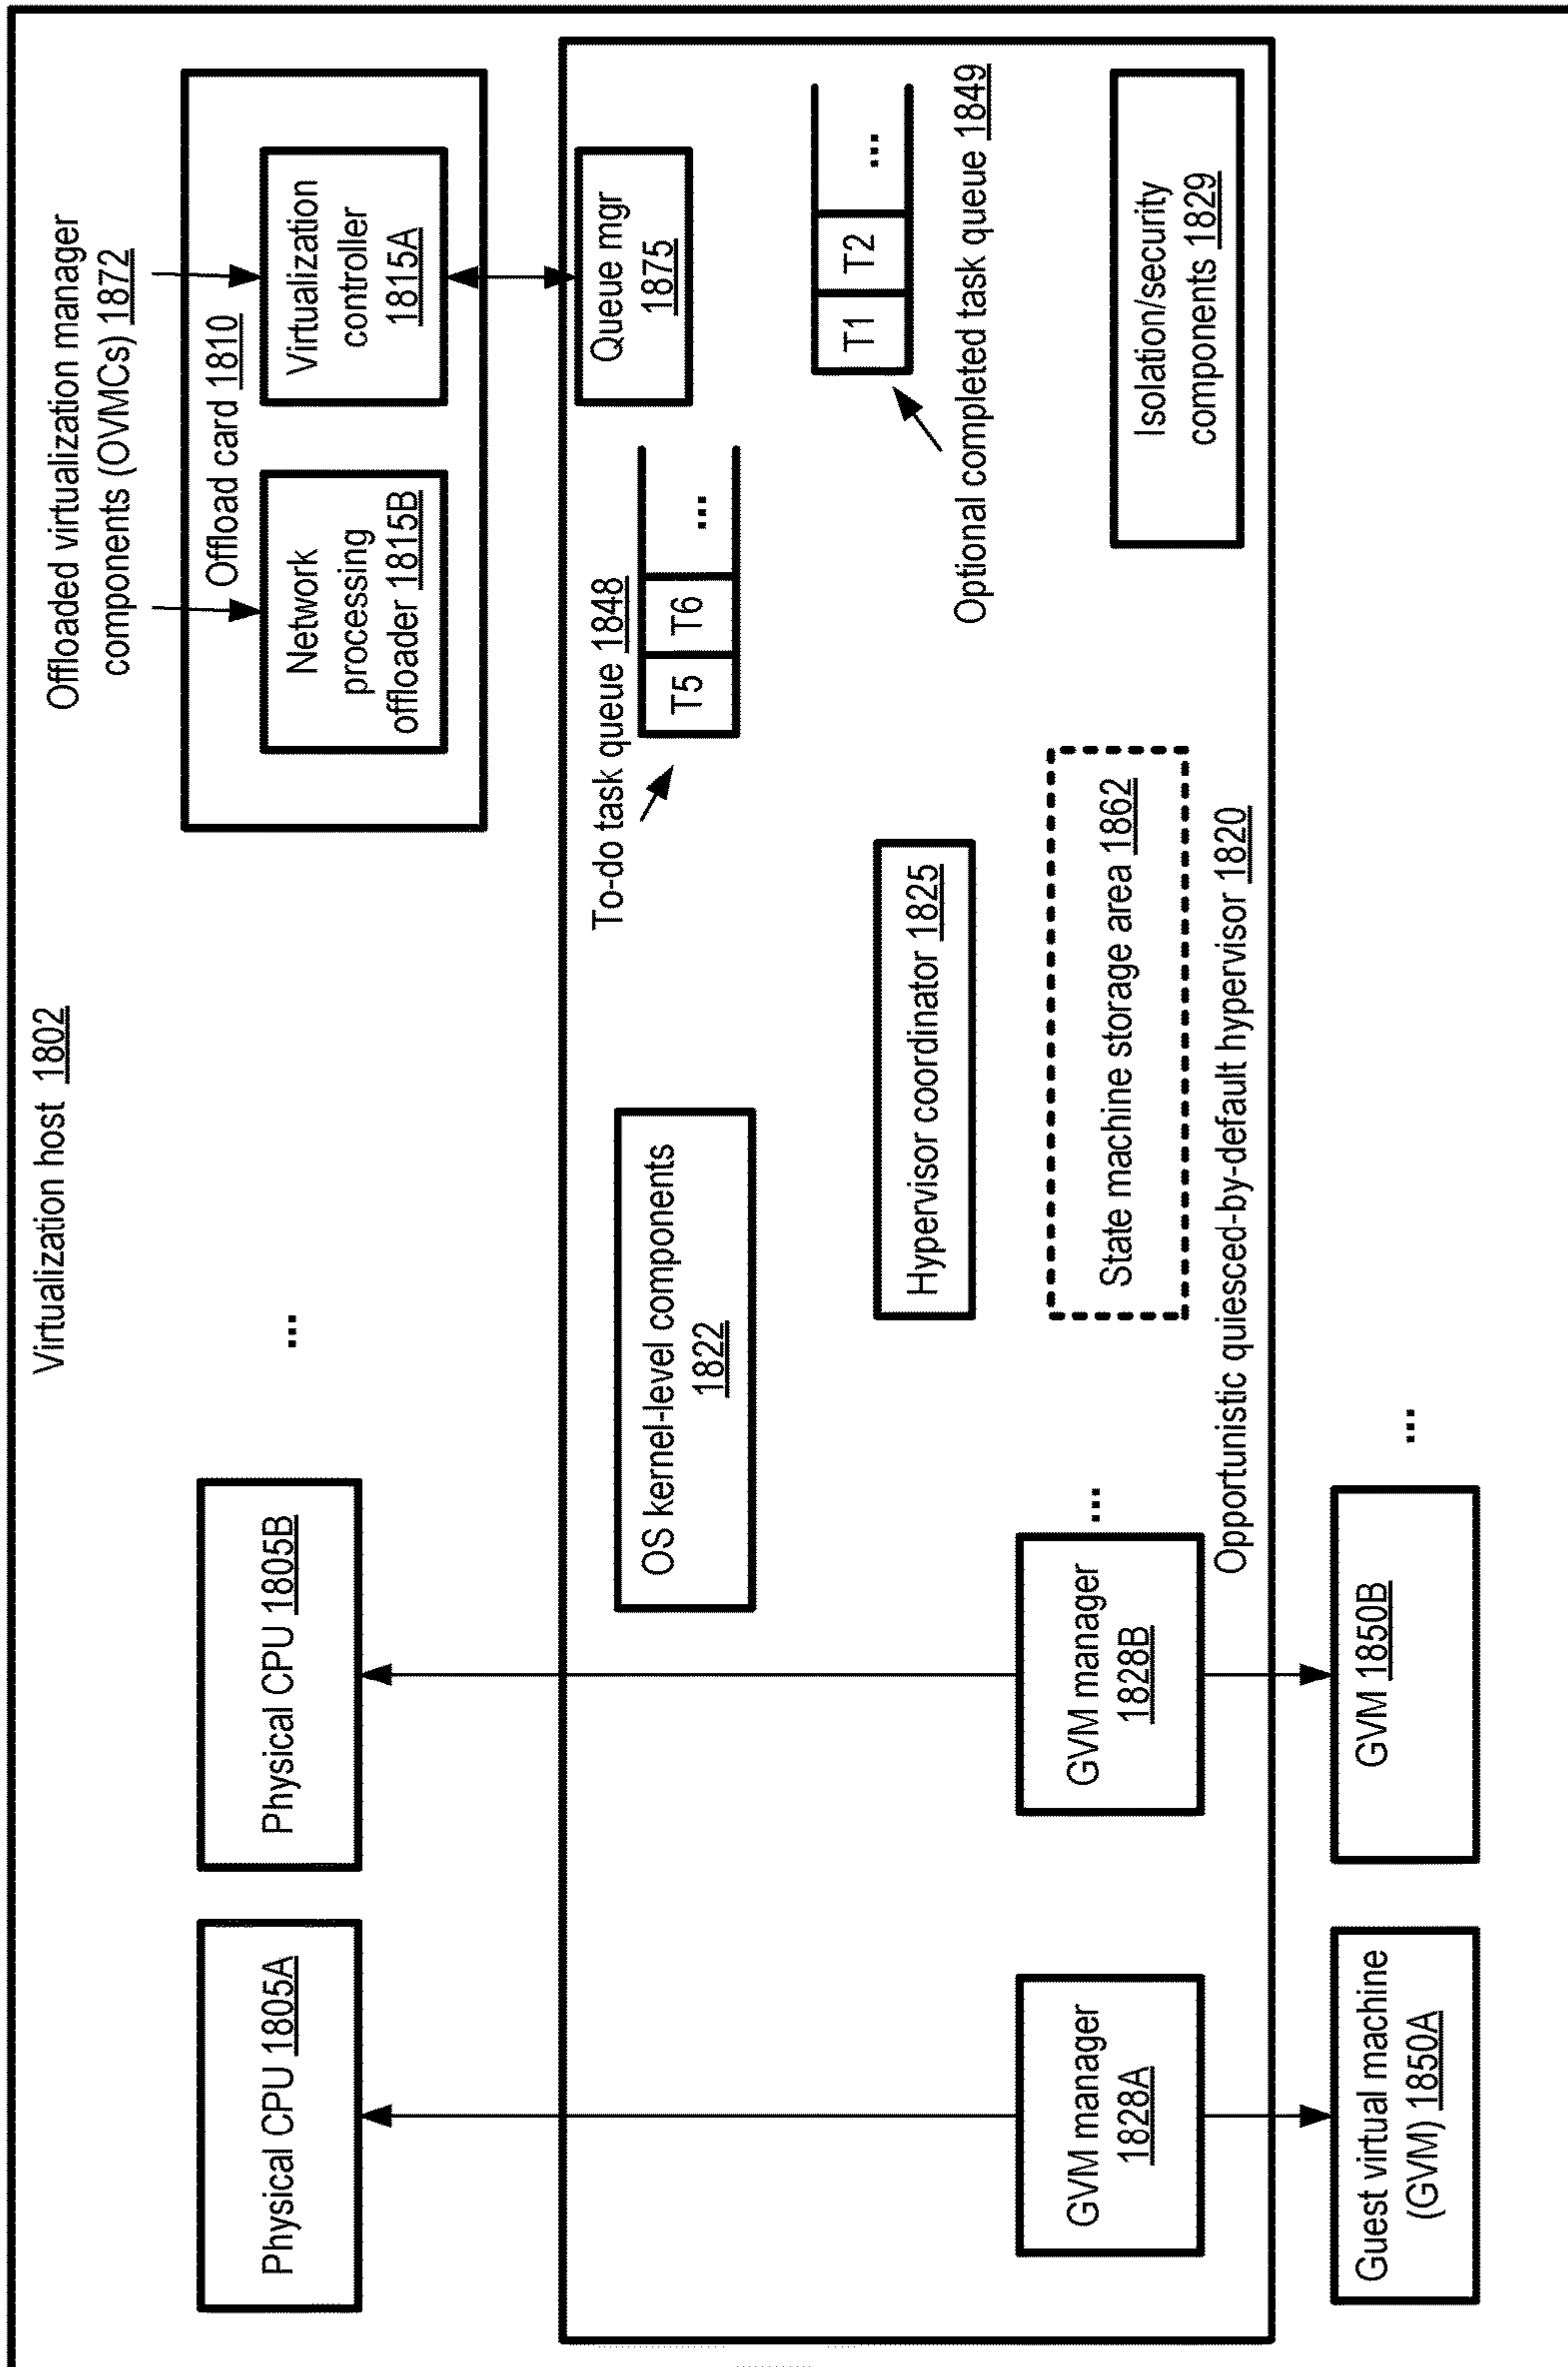 Virtualization host 1802
Physical CPU 1805A
Physical CPU 1805B
...
Offloaded virtualization manager
components (OVMCs) 1872
Offload card 1810
Network
processing
offloader 1815B
Virtualization
controller
1815A
OS kernel-level components
1822
To-do task queue 1848
T5
T6
...
Queue mgr
1875
Hypervisor coordinator 1825
T1
T2
...
Optional completed task queue 1849
GVM manager
1828A
GVM manager
1828B
...
State machine storage area 1862
Isolation/security
components 1829
Opportunistic quiesced-by-default hypervisor 1820
Guest virtual machine
(GVM) 1850A
GVM 1850B
...